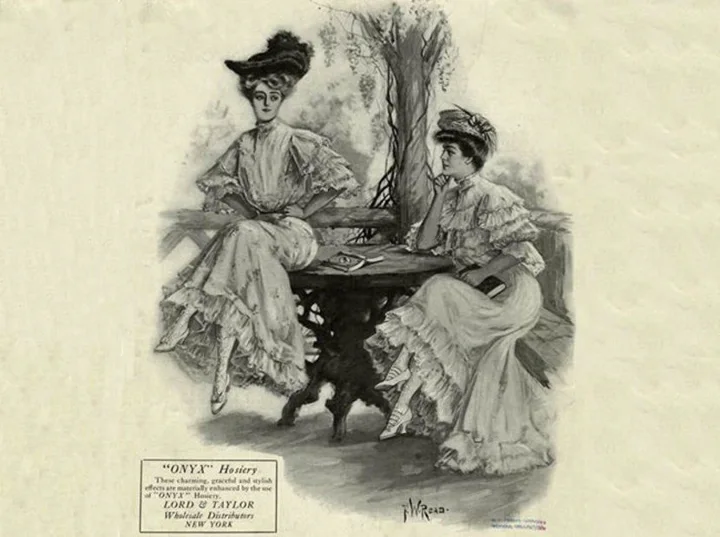 "ONYX" Hosiery
These charming, graceful and stylish
effects are materially enhanced by the use
of "ONYX" Hosiery.
LORD & TAYLOR
Wholesale Distributors
NEW YORK
F.W. READ-